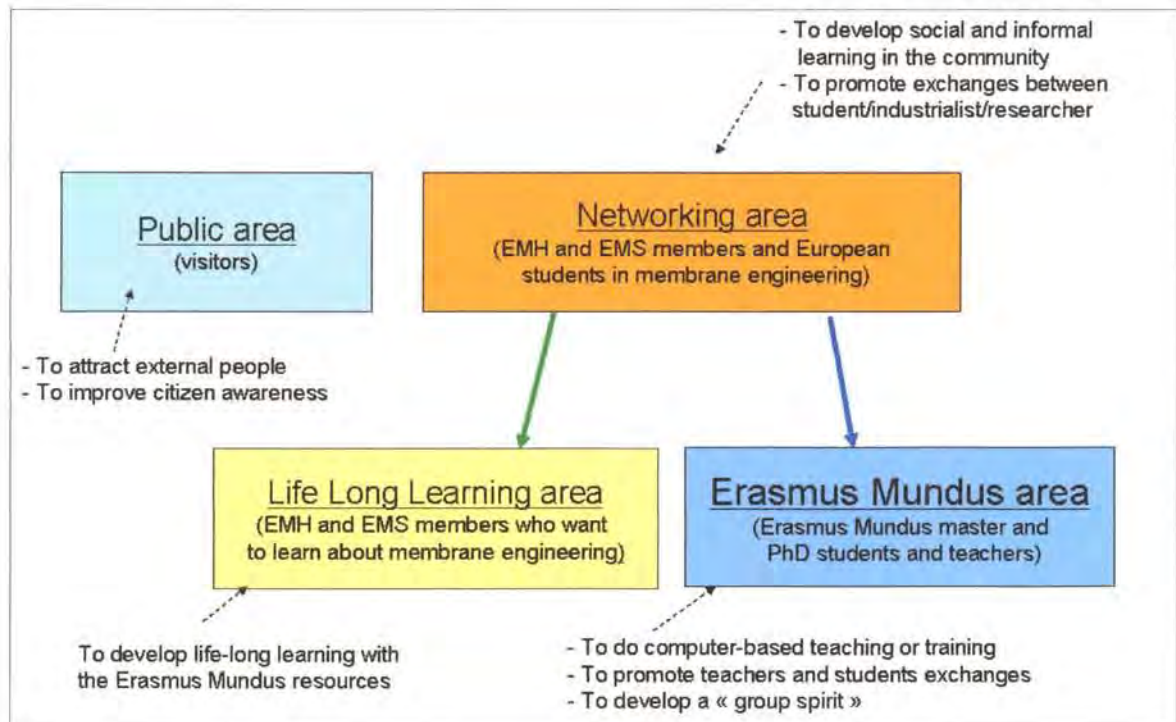 - To develop social and informal
learning in the community
- To promote exchanges between
student/industrialist/researcher
Public area
(visitors)
Networking area
(EMH and EMS members and European
students in membrane engineering)
- To attract external people
- To improve citizen awareness
Life Long Learning area
(EMH and EMS members who want
to learn about membrane engineering)
Erasmus Mundus area
(Erasmus Mundus master and
PhD students and teachers)
To develop life-long learning with
the Erasmus Mundus resources
- To do computer-based teaching or training
- To promote teachers and students exchanges
- To develop a « group spirit »